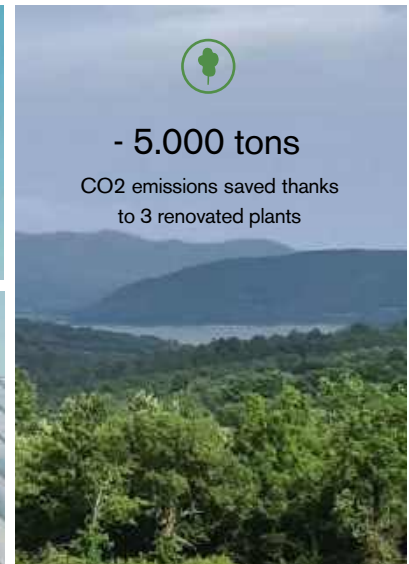 - 5.000 tons
CO2 emissions saved thanks
to 3 renovated plants